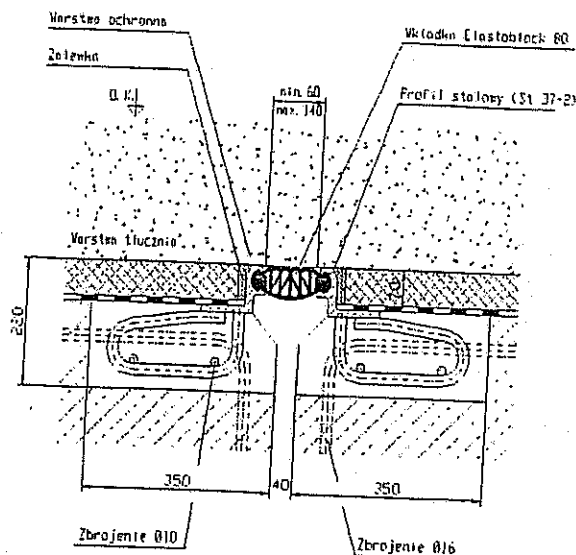 Warstwa ochronna
Zalewka
Wkładka Elastoblock 80
min. 60
max. 140
Profil stalowy (St 37-2)
Warstwa tłucznia
220
350
40
350
Zbrojenie Ø10
Zbrojenie Ø16